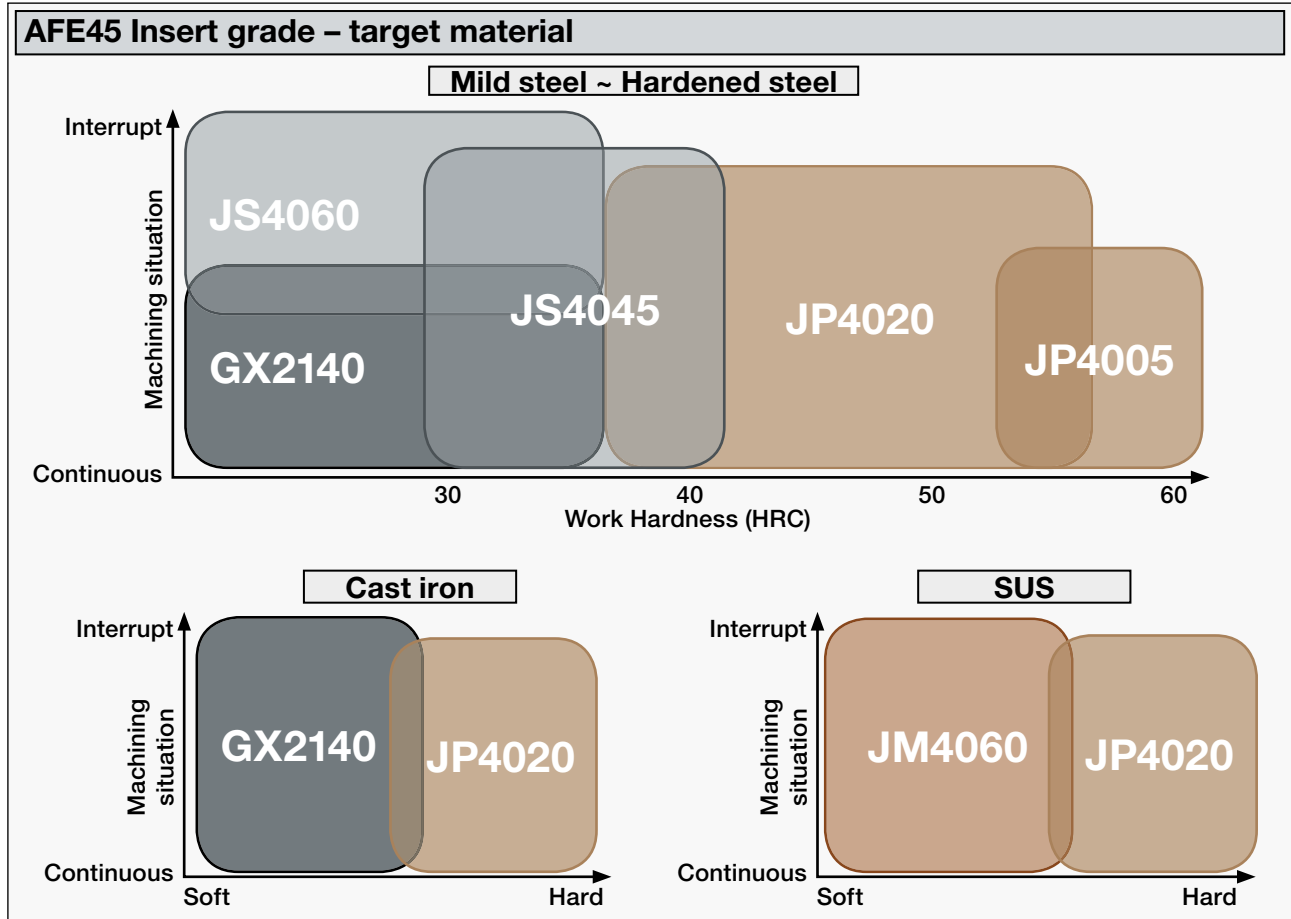 AFE45 Insert grade – target material
Mild steel ~ Hardened steel
Interrupt
Machining situation
Continuous
JS4060
GX2140
JS4045
JP4020
JP4005
30
40
50
60
Work Hardness (HRC)
Cast iron
Interrupt
Machining
situation
Continuous
GX2140
JP4020
Soft
Hard
SUS
Interrupt
Machining
situation
Continuous
JM4060
JP4020
Soft
Hard